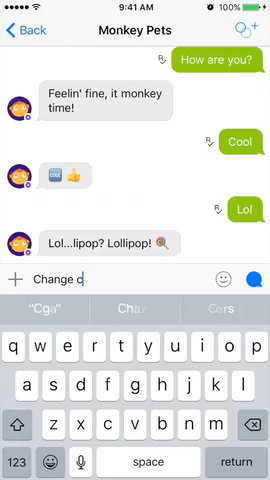 9:41 AM
100%
Back
Monkey Pets
How are you?
R
Feelin' fine, it monkey
time!
R
Cool
COOL
R
Lol
Lol...lipop? Lollipop!
Change c
"Cga"
Char
Cors
q w e r t y u i o p
a s d f g h j k l
z x c v b n m
123
space
return